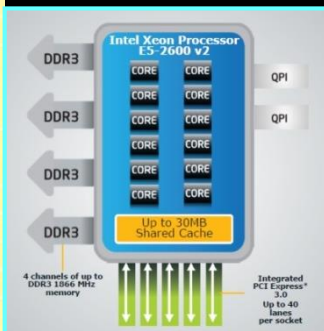 Intel Xeon Processor
E5-2600 v2
DDR3
DDR3
DDR3
DDR3
CORE CORE
CORE CORE
CORE CORE
CORE CORE
CORE CORE
CORE CORE
QPI
QPI
Up to 30MB
Shared Cache
4 channels of up to
DDR3 1866 MHz
memory
Integrated
PCI Express*
3.0
Up to 40
lanes
per socket